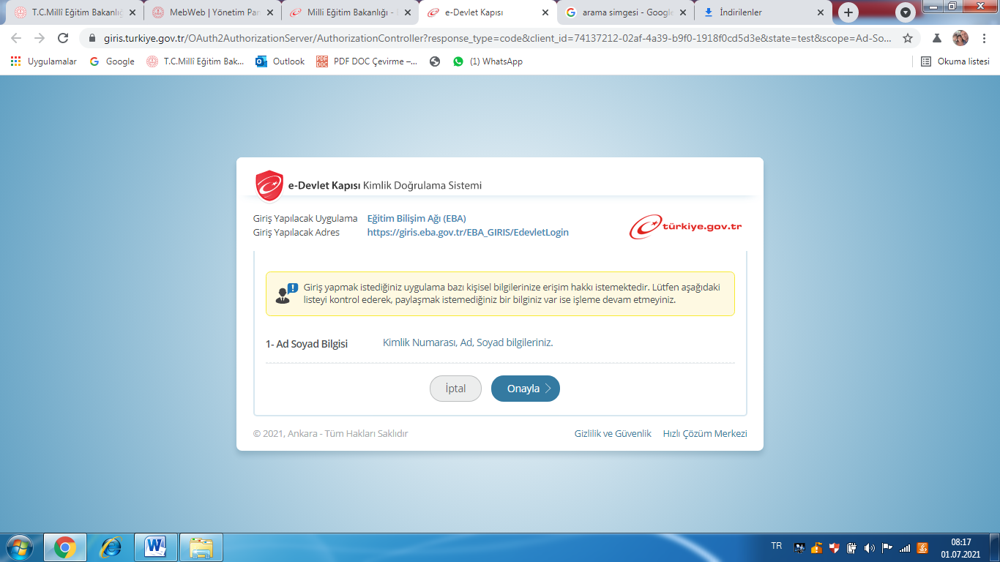 T.C.Millî Eğitim Bakanlığ
MebWeb | Yönetim Pan
Milli Eğitim Bakanlığı -
e-Devlet Kapısı
arama simgesi - Google
İndirilenler
giris.turkiye.gov.tr/OAuth2AuthorizationServer/AuthorizationController?response_type=code&client_id=74137212-02af-4a39-b9f0-1918f0cd5d3e&state=test&scope=Ad-So...
Uygulamalar
Google
T.C.Millî Eğitim Bak...
Outlook
PDF DOC
PDF DOC Çevirme –...
(1) WhatsApp
Okuma listesi
e-Devlet Kapısı Kimlik Doğrulama Sistemi
Giriş Yapılacak Uygulama Eğitim Bilişim Ağı (EBA)
Giriş Yapılacak Adres https://giris.eba.gov.tr/EBA_GIRIS/EdevletLogin
türkiye.gov.tr
Giriş yapmak istediğiniz uygulama bazı kişisel bilgilerinize erişim hakkı istemektedir. Lütfen aşağıdaki
listeyi kontrol ederek, paylaşmak istemediğiniz bir bilginiz var ise işleme devam etmeyiniz.
1- Ad Soyad Bilgisi Kimlik Numarası, Ad, Soyad bilgileriniz.
İptal
Onayla
© 2021, Ankara - Tüm Hakları Saklıdır
Gizlilik ve Güvenlik Hızlı Çözüm Merkezi
TR
08:17
01.07.2021